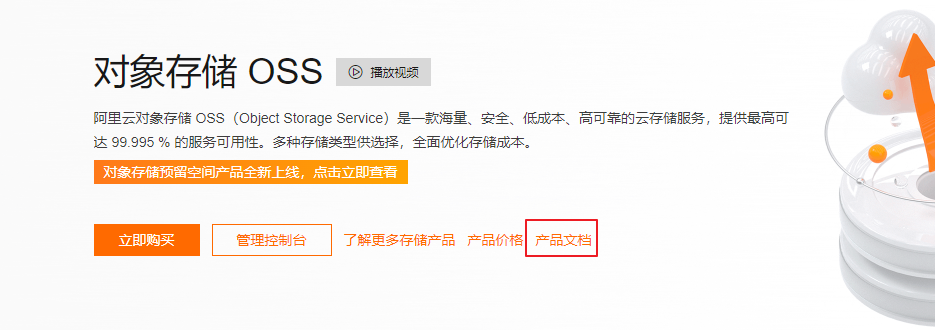 对象存储 OSS
播放视频
阿里云对象存储 OSS（Object Storage Service）是一款海量、安全、低成本、高可靠的云存储服务，提供最高可
达 99.995 % 的服务可用性。多种存储类型供选择，全面优化存储成本。
对象存储预留空间产品全新上线，点击立即查看
立即购买 管理控制台 了解更多存储产品 产品价格 产品文档